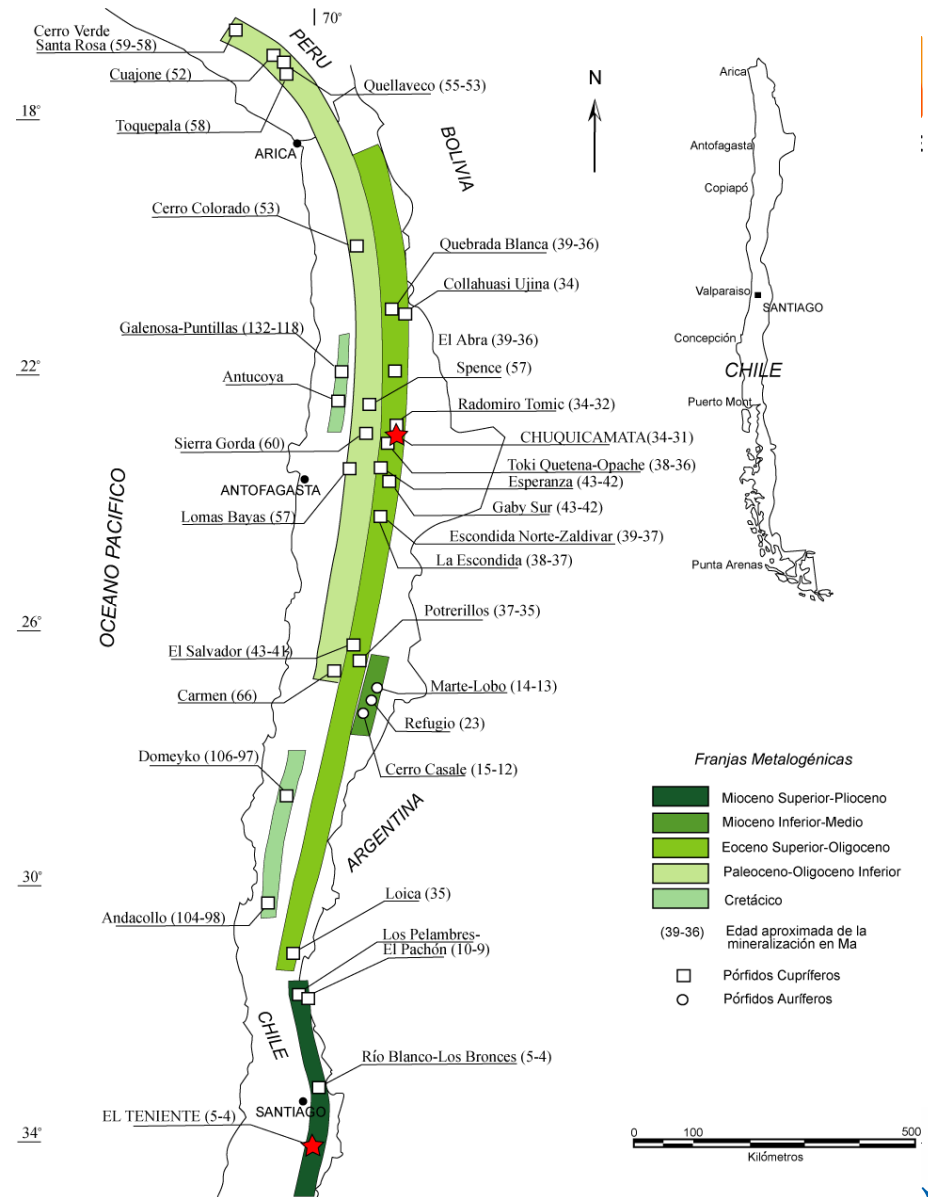 70°
Cerro Verde
Santa Rosa (59-58)
PERU
Cuajone (52)
Quellaveco (55-53)
N
Arica
18°
Toquepala (58)
ARICA
BOLIVIA
Antofagasta
Copiapó
Cerro Colorado (53)
Quebrada Blanca (39-36)
Collahuasi Ujina (34)
Valparaiso
SANTIAGO
Galenosa-Puntillas (132-118)
El Abra (39-36)
Concepción
22°
Antucoya
Spence (57)
CHILE
Radomiro Tomic (34-32)
Puerto Mont
Sierra Gorda (60)
CHUQUICAMATA(34-31)
Toki Quetena-Opache (38-36)
ANTOFAGASTA
Esperanza (43-42)
Lomas Bayas (57)
Gaby Sur (43-42)
OCEANO PACIFICO
Escondida Norte-Zaldivar (39-37)
La Escondida (38-37)
Punta Arenas
26°
Potrerillos (37-35)
El Salvador (43-41)
Carmen (66)
Marte-Lobo (14-13)
Refugio (23)
Domeyko (106-97)
Cerro Casale (15-12)
ARGENTINA
30°
Andacollo (104-98)
Loica (35)
Los Pelambres-
El Pachón (10-9)
CHILE
Río Blanco-Los Bronces (5-4)
SANTIAGO
EL TENIENTE (5-4)
34°
Franjas Metalogénicas
Mioceno Superior-Plioceno
Mioceno Inferior-Medio
Eoceno Superior-Oligoceno
Paleoceno-Oligoceno Inferior
Cretácico
(39-36) Edad aproximada de la
mineralización en Ma
Pórfidos Cupríferos
Pórfidos Auríferos
0 100 500
Kilómetros